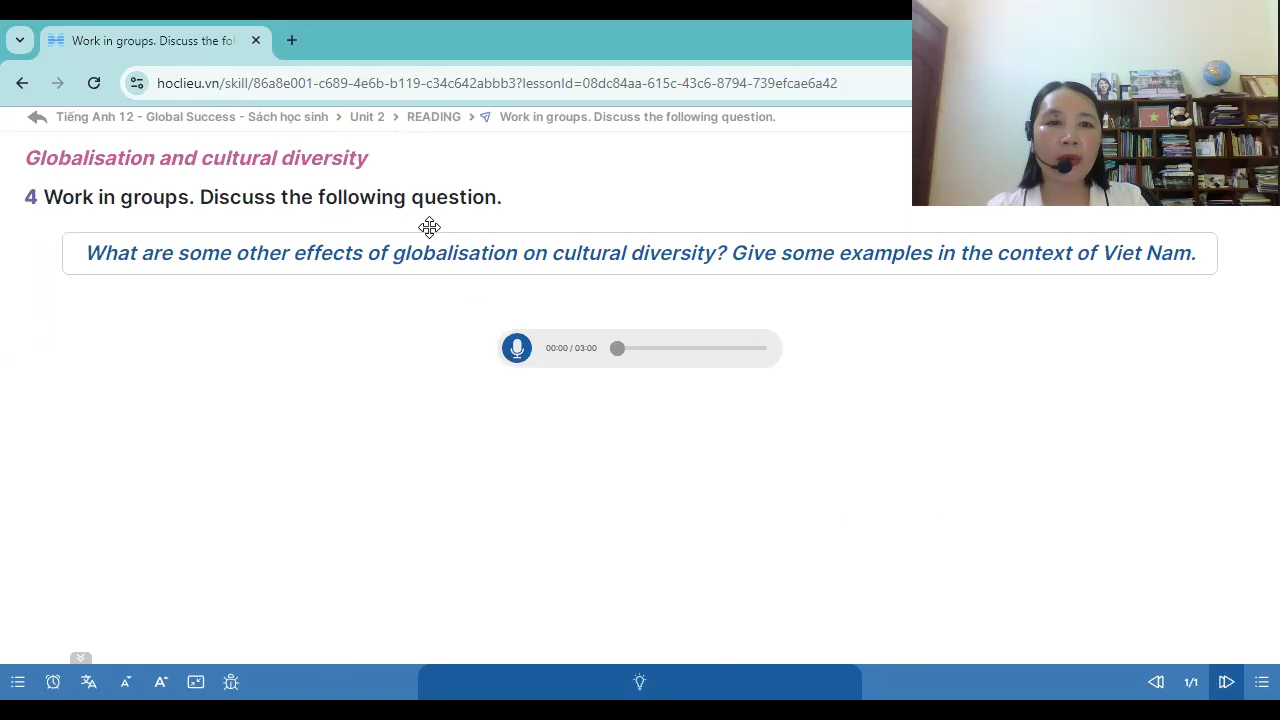 Work in groups. Discuss the fol
hoclieu.vn/skill/86a8e001-c689-4e6b-b119-c34c642abbb3?lessonId=08dc84aa-615c-43c6-8794-739efcae6a42
Tiếng Anh 12 - Global Success - Sách học sinh > Unit 2 > READING > Work in groups. Discuss the following question.
Globalisation and cultural diversity
4 Work in groups. Discuss the following question.
What are some other effects of globalisation on cultural diversity? Give some examples in the context of Viet Nam.
00:00 / 03:00
1/1